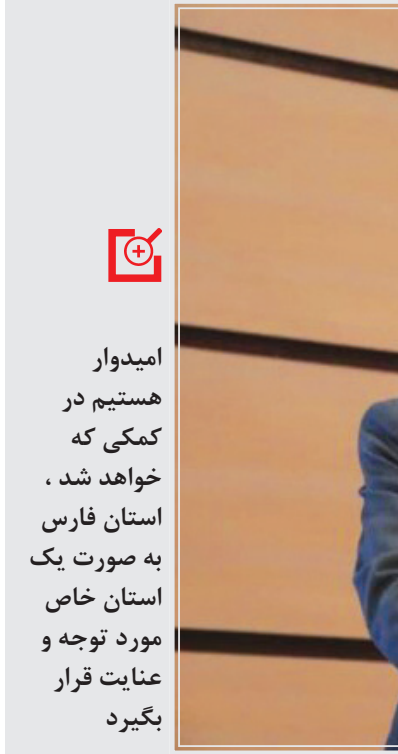 امیدوار
هستیم در
کمکی که
خواهد شد ،
استان فارس
به صورت یک
استان خاص
مورد توجه و
عنایت قرار
بگیرد